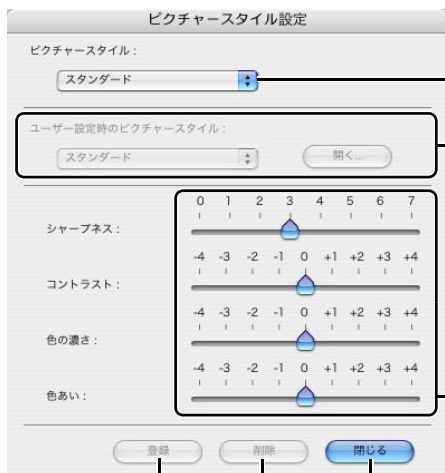 ピクチャースタイル設定
ピクチャースタイル :
スタンダード
ユーザー設定時のピクチャースタイル :
スタンダード
開く...
0 1 2 3 4 5 6 7
シャープネス :
-4 -3 -2 -1 0 +1 +2 +3 +4
コントラスト :
-4 -3 -2 -1 0 +1 +2 +3 +4
色の濃さ :
-4 -3 -2 -1 0 +1 +2 +3 +4
色あい :
登録 削除 閉じる